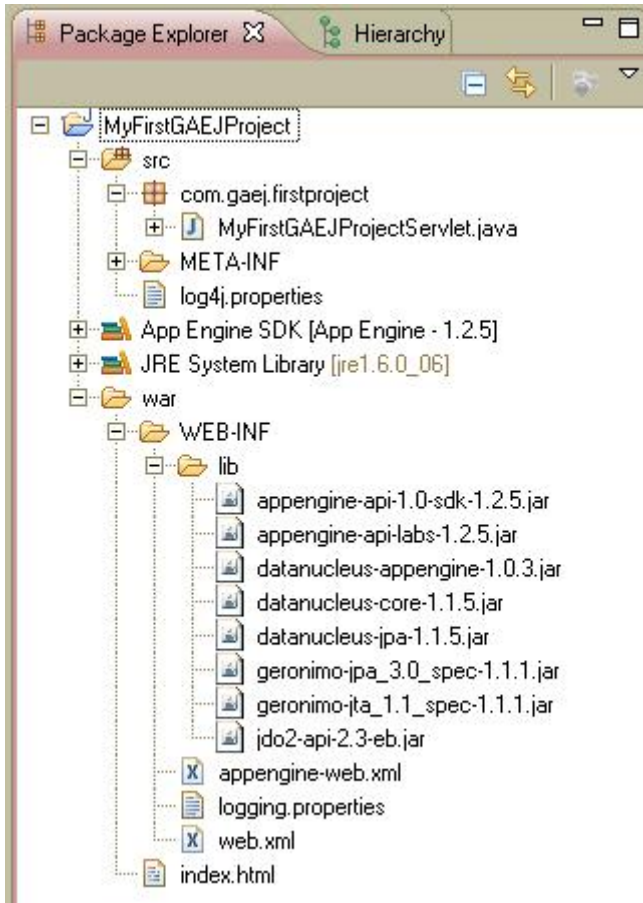 Package Explorer
Hierarchy
MyFirstGAEJProject
src
com.gaej.firstproject
MyFirstGAEJProjectServlet.java
META-INF
log4j.properties
App Engine SDK [App Engine - 1.2.5]
JRE System Library [jre1.6.0_06]
war
WEB-INF
lib
appengine-api-1.0-sdk-1.2.5.jar
appengine-api-labs-1.2.5.jar
datanucleus-appengine-1.0.3.jar
datanucleus-core-1.1.5.jar
datanucleus-jpa-1.1.5.jar
geronimo-jpa_3.0_spec-1.1.1.jar
geronimo-jta_1.1_spec-1.1.1.jar
jdo2-api-2.3-eb.jar
appengine-web.xml
logging.properties
web.xml
index.html